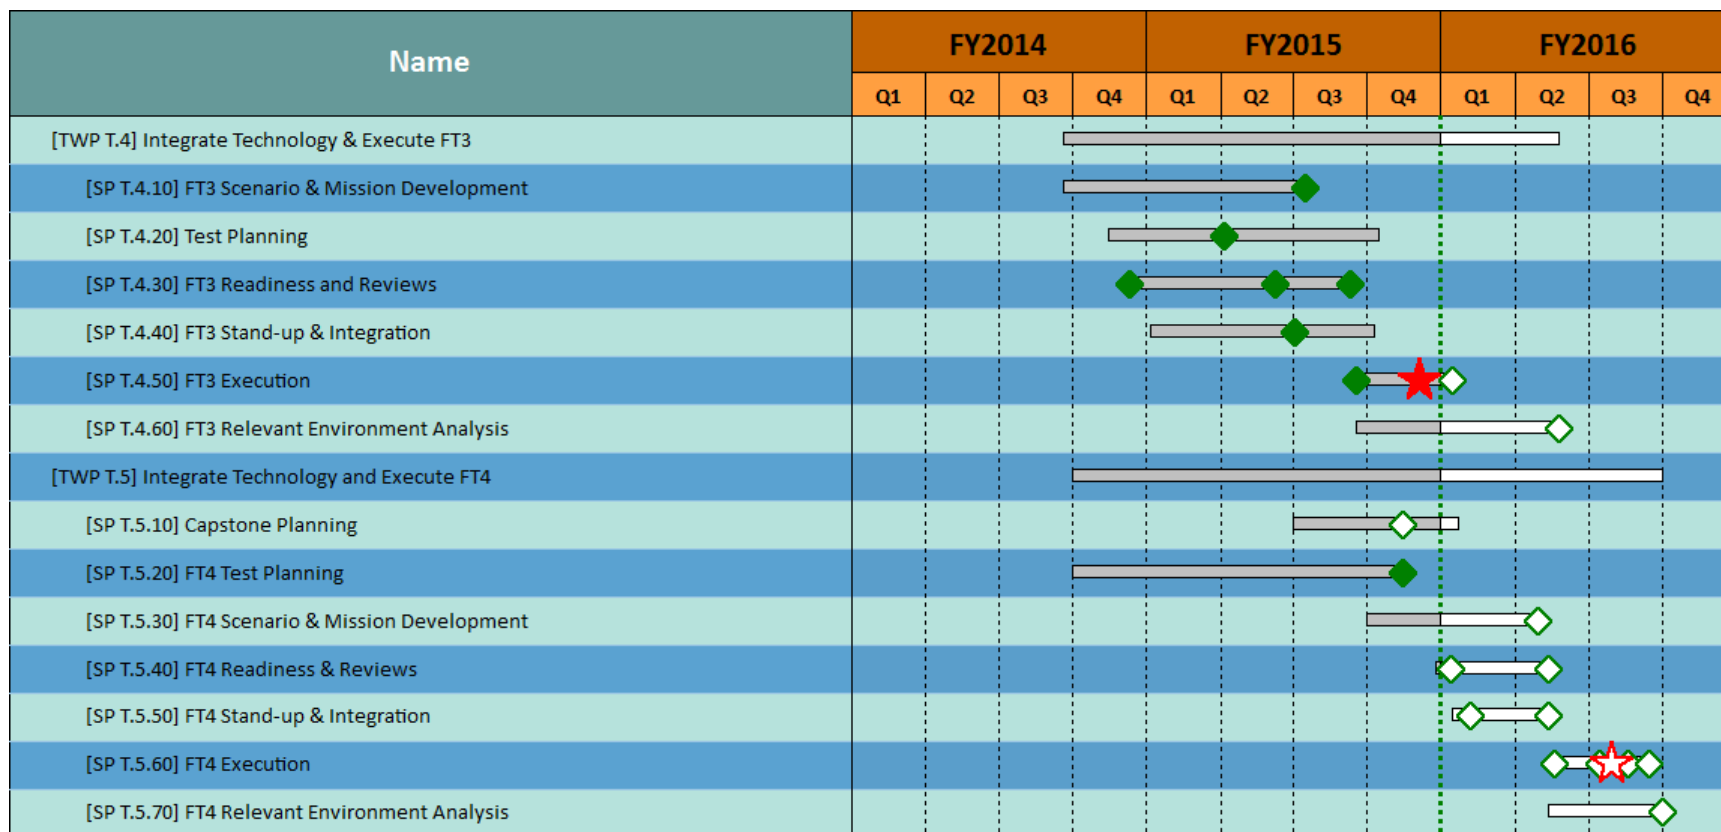 Name
FY2014 FY2015 FY2016
Q1 Q2 Q3 Q4 Q1 Q2 Q3 Q4 Q1 Q2 Q3 Q4
[TWP T.4] Integrate Technology & Execute FT3
[SP T.4.10] FT3 Scenario & Mission Development
[SP T.4.20] Test Planning
[SP T.4.30] FT3 Readiness and Reviews
[SP T.4.40] FT3 Stand-up & Integration
[SP T.4.50] FT3 Execution
[SP T.4.60] FT3 Relevant Environment Analysis
[TWP T.5] Integrate Technology and Execute FT4
[SP T.5.10] Capstone Planning
[SP T.5.20] FT4 Test Planning
[SP T.5.30] FT4 Scenario & Mission Development
[SP T.5.40] FT4 Readiness & Reviews
[SP T.5.50] FT4 Stand-up & Integration
[SP T.5.60] FT4 Execution
[SP T.5.70] FT4 Relevant Environment Analysis